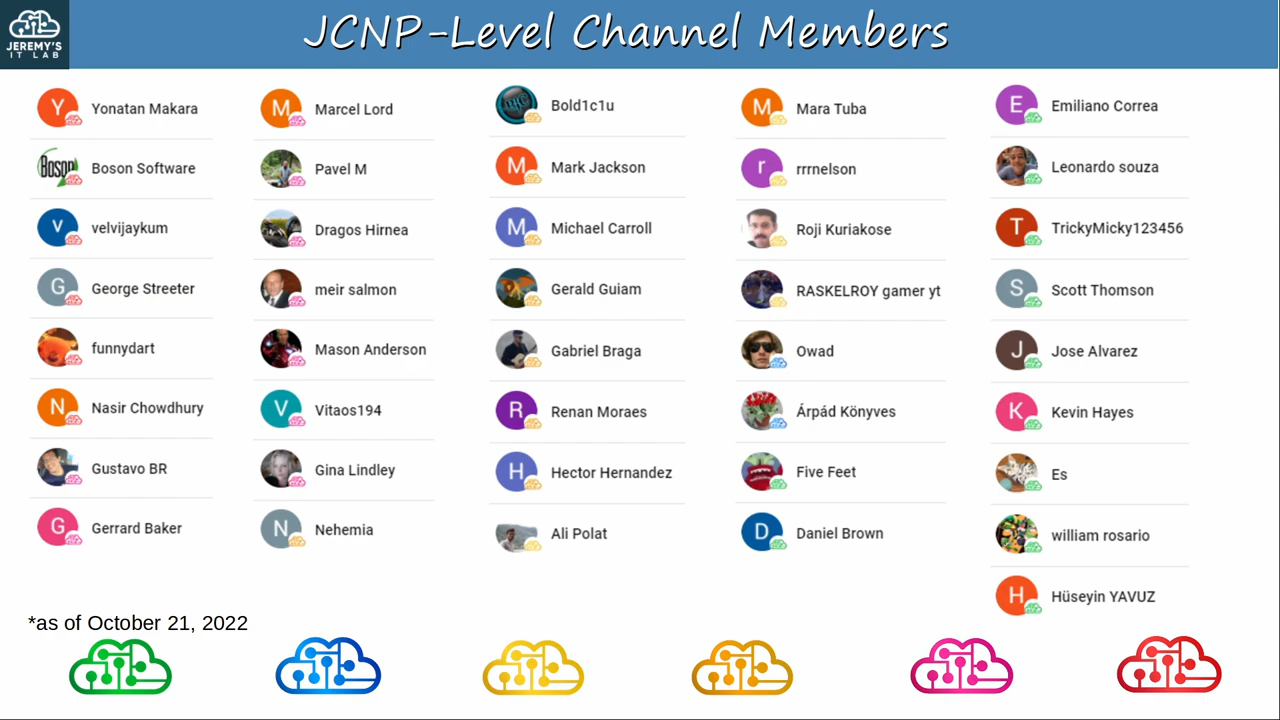 JEREMY'S
IT LAB
JCNP-Level Channel Members
Y Yonatan Makara
Boson Boson Software
v velvijaykum
G George Streeter
funnydart
N Nasir Chowdhury
Gustavo BR
G Gerrard Baker
M Marcel Lord
Pavel M
Dragos Hirnea
meir salmon
Mason Anderson
V Vitaos194
Gina Lindley
N Nehemia
Bold1c1u
M Mark Jackson
M Michael Carroll
Gerald Guiam
Gabriel Braga
R Renan Moraes
H Hector Hernandez
Ali Polat
M Mara Tuba
r rrrnelson
Roji Kuriakose
RASKELROY gamer yt
Owad
Árpád Könyves
Five Feet
D Daniel Brown
E Emiliano Correa
Leonardo souza
T TrickyMicky123456
S Scott Thomson
J Jose Alvarez
K Kevin Hayes
Es
william rosario
H Hüseyin YAVUZ
*as of October 21, 2022